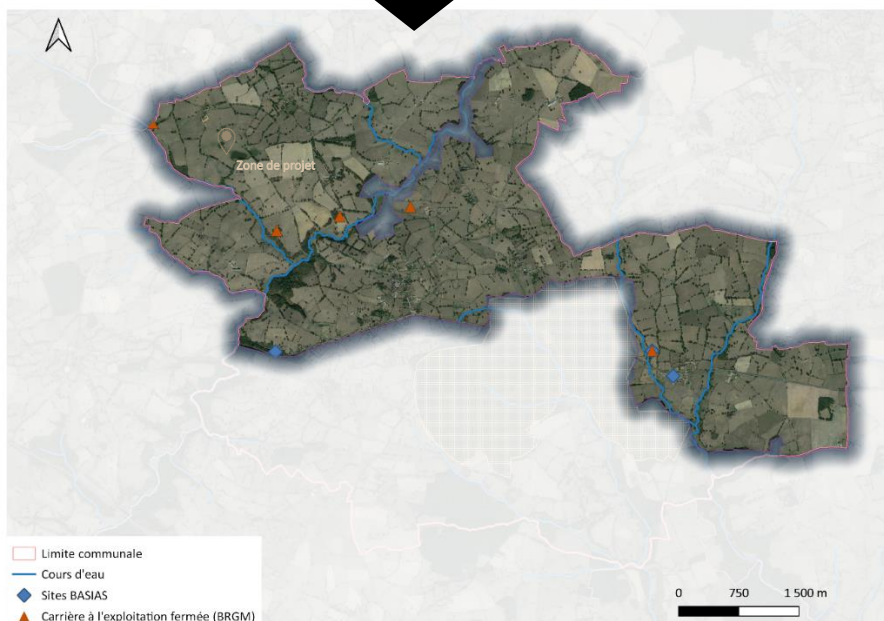 Zone de projet
Limite communale
Cours d'eau
Sites BASIAS
Carrière à l'exploitation fermée (BRGM)
0 750 1 500 m